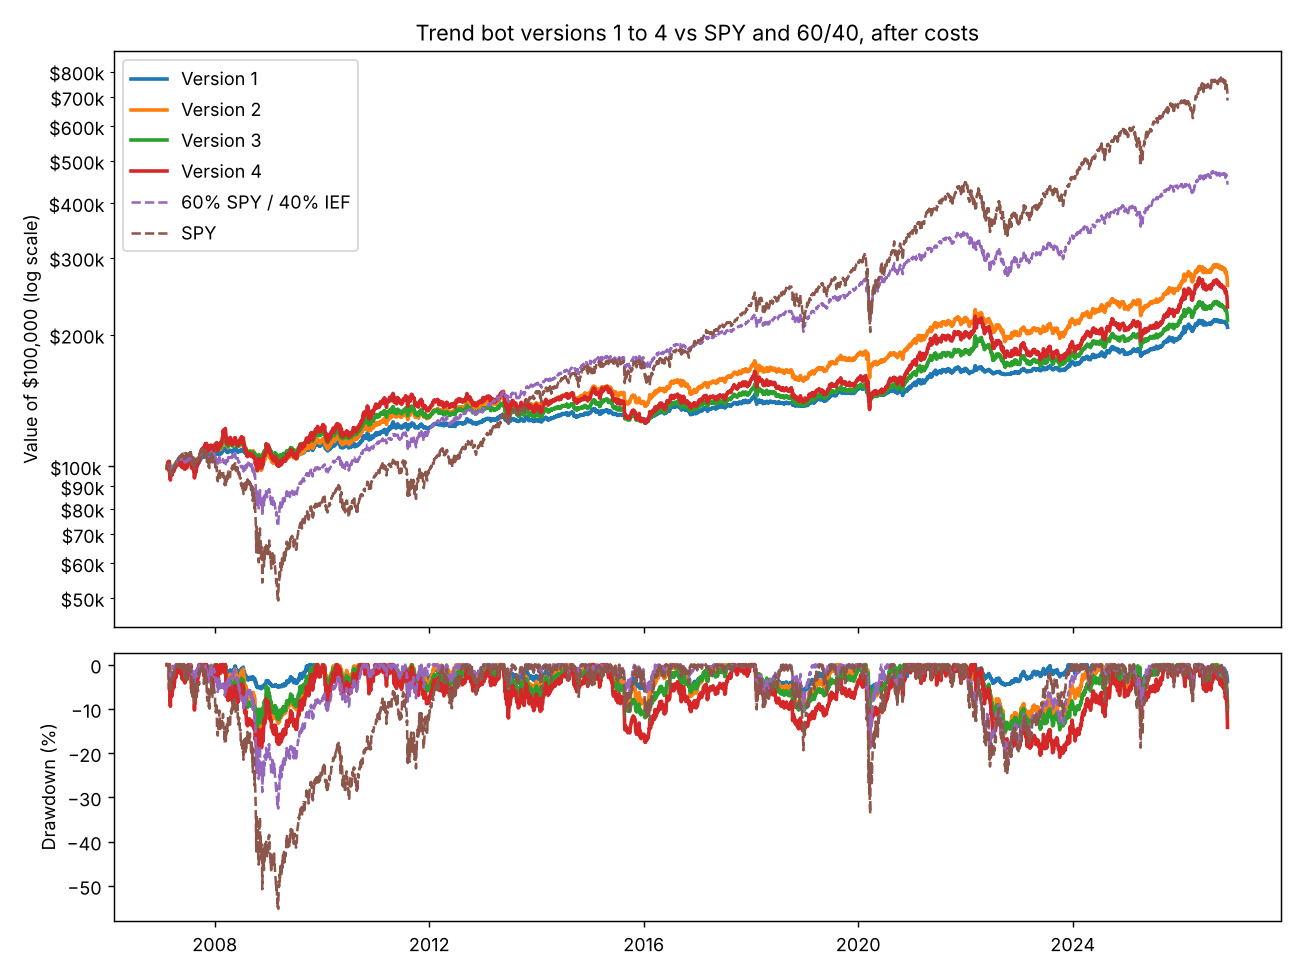 Trend bot versions 1 to 4 vs SPY and 60/40, after costs
Version 1
Version 2
Version 3
Version 4
60% SPY / 40% IEF
SPY
Value of $100,000 (log scale)
$800k
$700k
$600k
$500k
$400k
$300k
$200k
$100k
$90k
$80k
$70k
$60k
$50k
Drawdown (%)
0
−10
−20
−30
−40
−50
2008 2012 2016 2020 2024